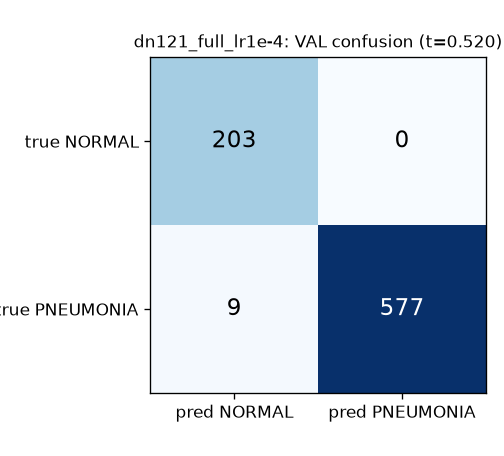 dn121_full_lr1e-4: VAL confusion (t=0.520)
true NORMAL
203
0
true PNEUMONIA
9
577
pred NORMAL
pred PNEUMONIA